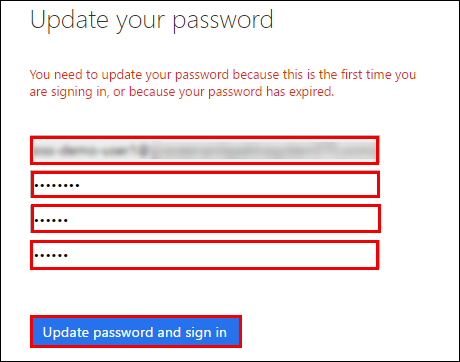 Update your password
You need to update your password because this is the first time you
are signing in, or because your password has expired.
••••••••
••••••
••••••
Update password and sign in